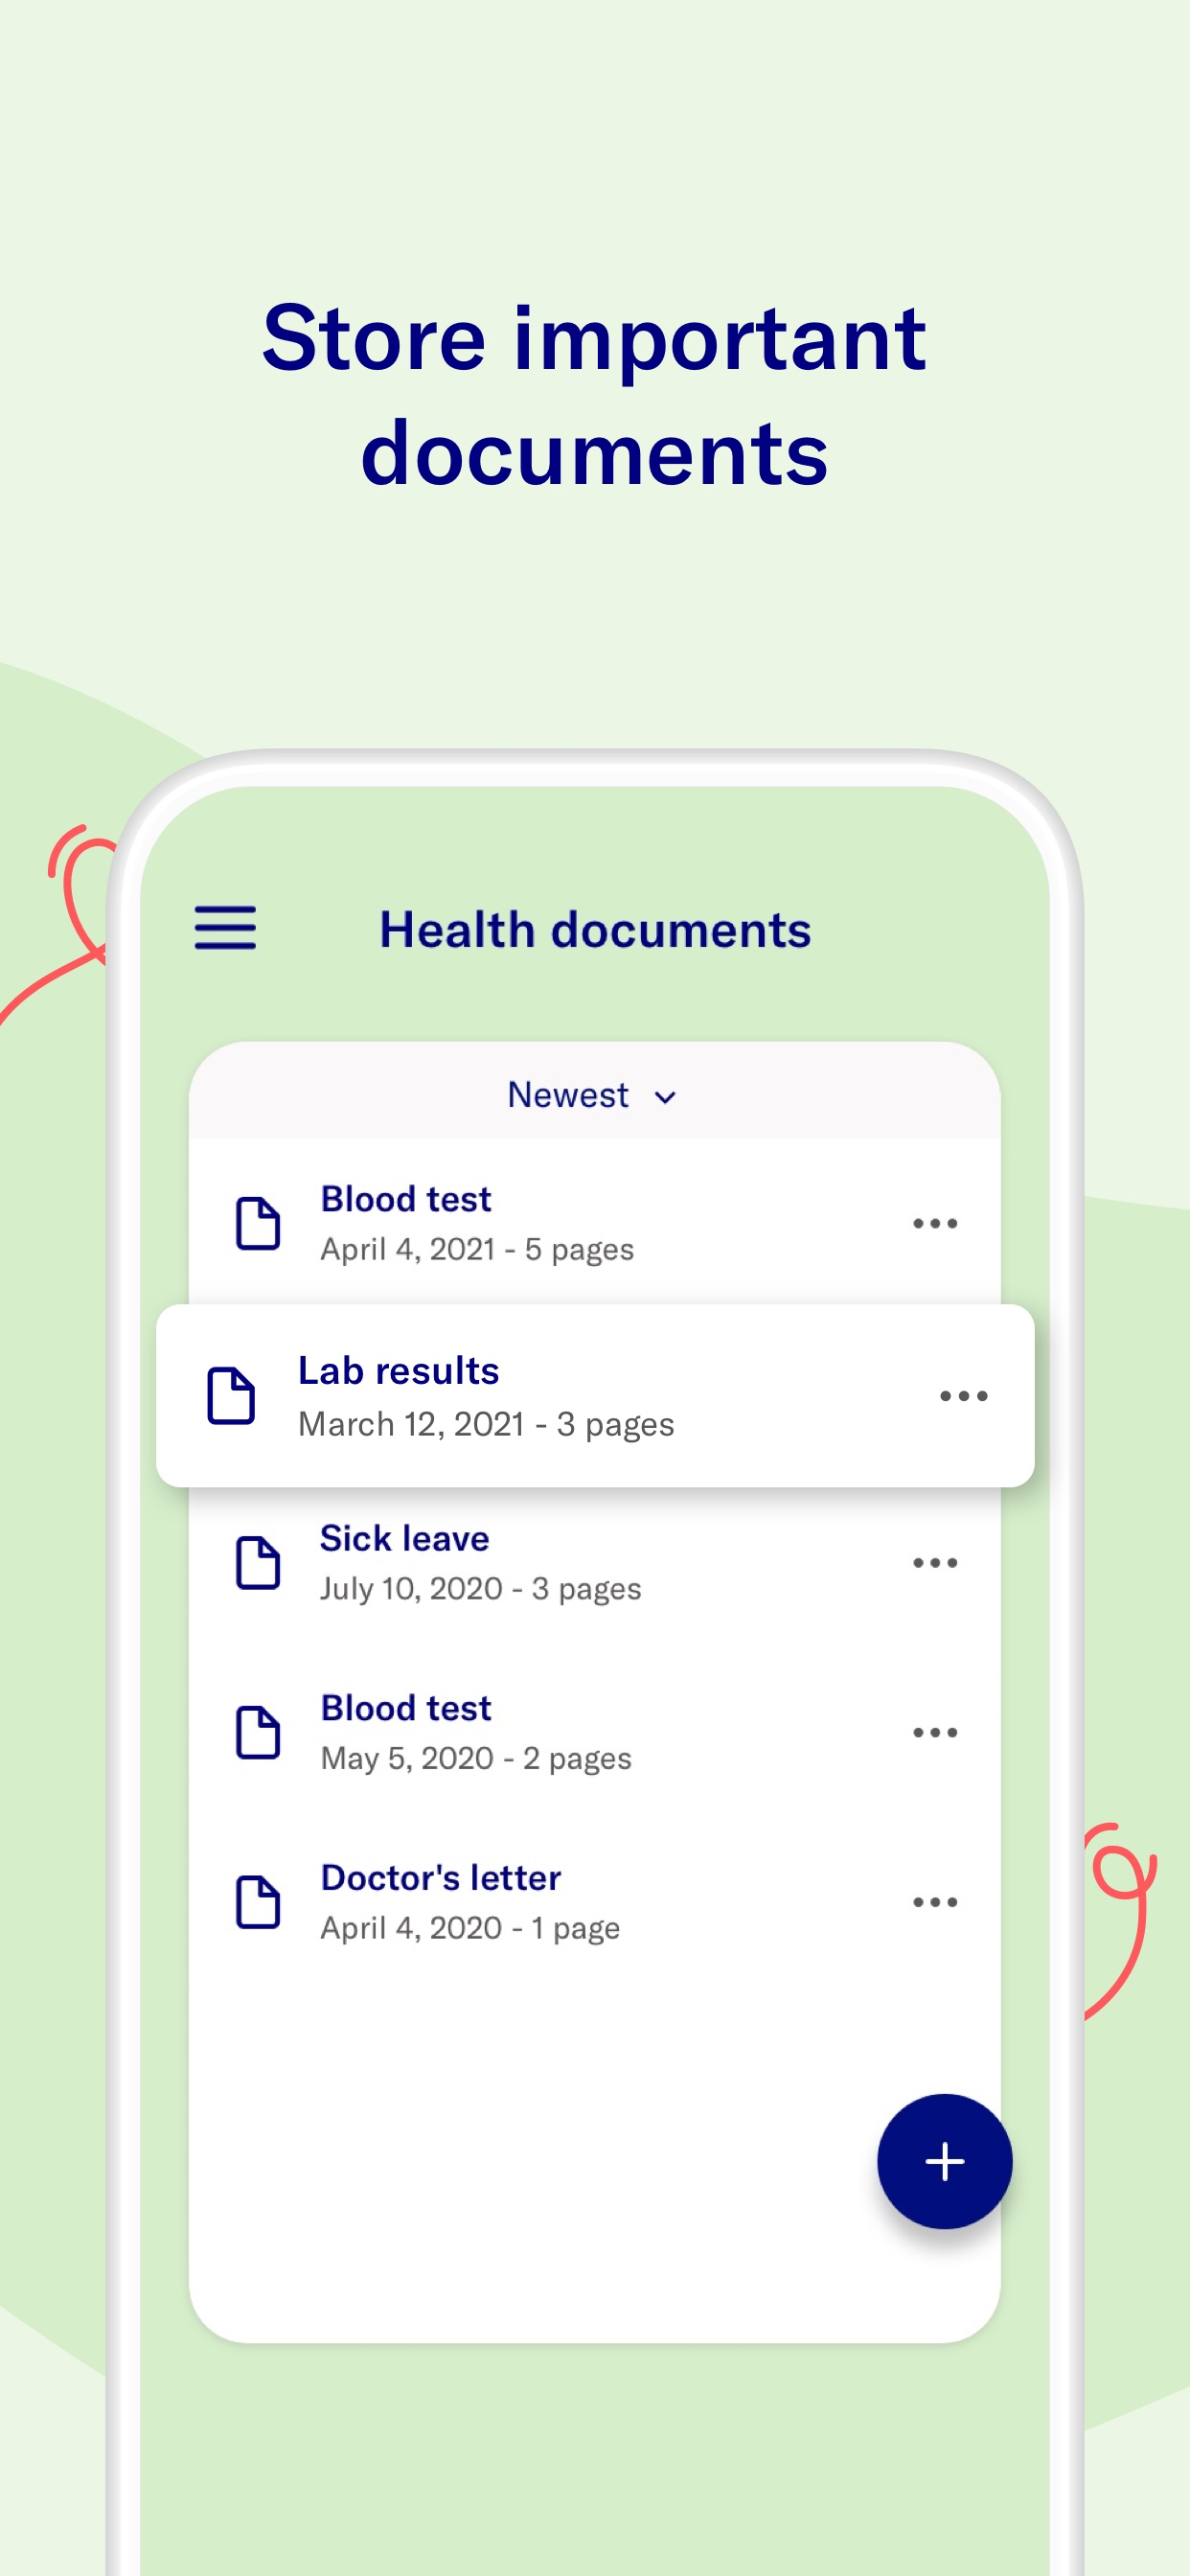 Store important
documents
Health documents
Newest
Blood test
April 4, 2021 - 5 pages
Lab results
March 12, 2021 - 3 pages
Sick leave
July 10, 2020 - 3 pages
Blood test
May 5, 2020 - 2 pages
Doctor's letter
April 4, 2020 - 1 page